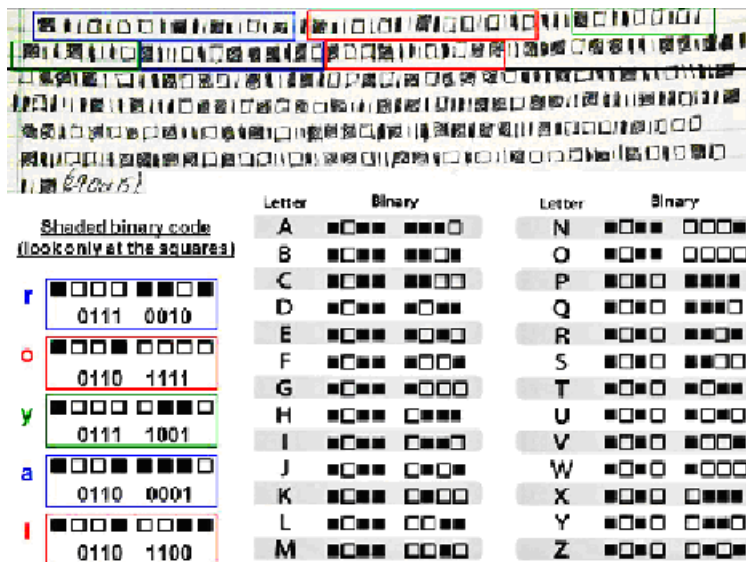 Shaded binary code
(look only at the squares)
r
0111 0010
o
0110 1111
y
0111 1001
a
0110 0001
l
0110 1100
Letter Binary
A
B
C
D
E
F
G
H
I
J
K
L
M
Letter Binary
N
O
P
Q
R
S
T
U
V
W
X
Y
Z